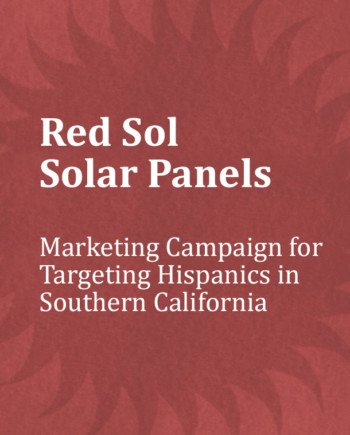 Red Sol
Solar Panels
Marketing Campaign for
Targeting Hispanics in
Southern California